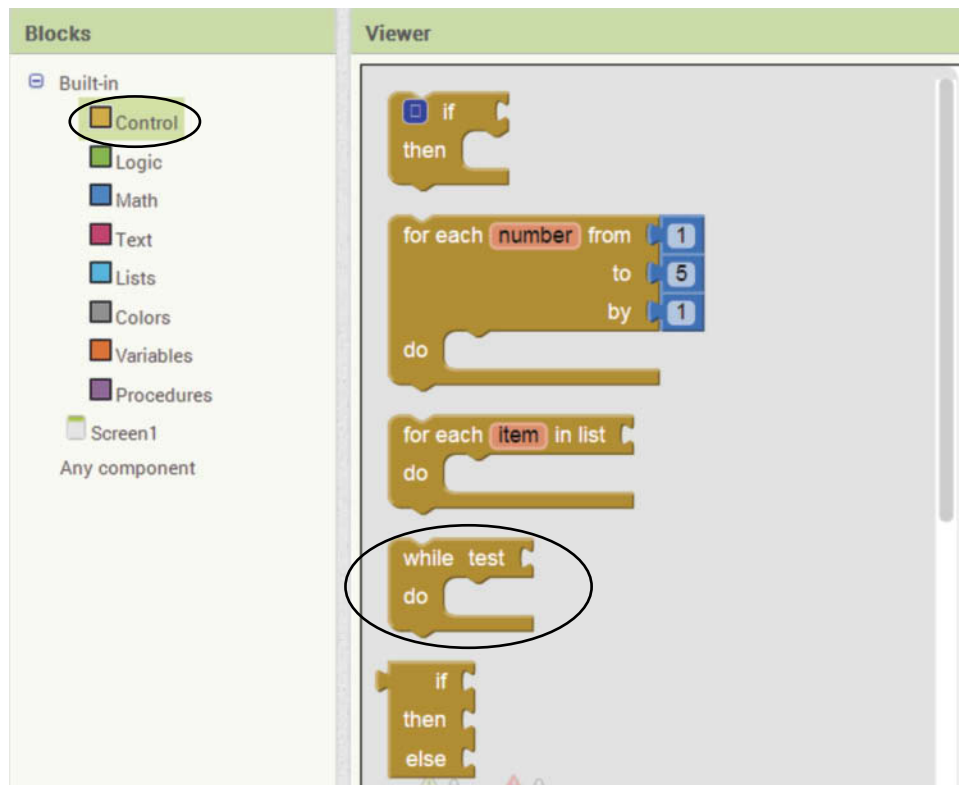 Blocks
Viewer
Built-in
Control
Logic
Math
Text
Lists
Colors
Variables
Procedures
Screen1
Any component
if
then
for each number from 1
to 5
by 1
do
for each item in list
do
while test
do
if
then
else
0 0